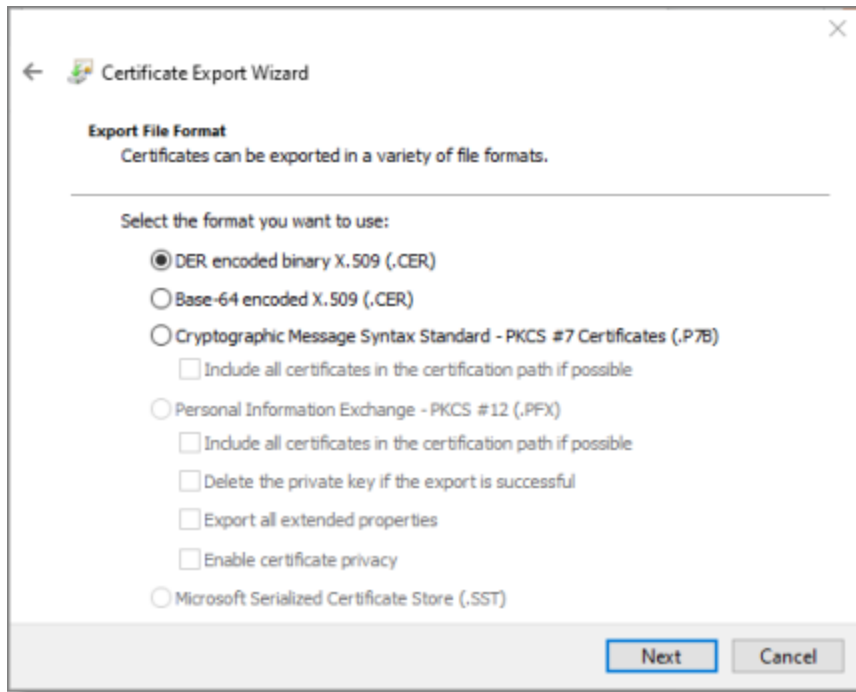 Certificate Export Wizard
Export File Format
Certificates can be exported in a variety of file formats.
Select the format you want to use:
DER encoded binary X.509 (.CER)
Base-64 encoded X.509 (.CER)
Cryptographic Message Syntax Standard - PKCS #7 Certificates (.P7B)
Include all certificates in the certification path if possible
Personal Information Exchange - PKCS #12 (.PFX)
Include all certificates in the certification path if possible
Delete the private key if the export is successful
Export all extended properties
Enable certificate privacy
Microsoft Serialized Certificate Store (.SST)
Next Cancel